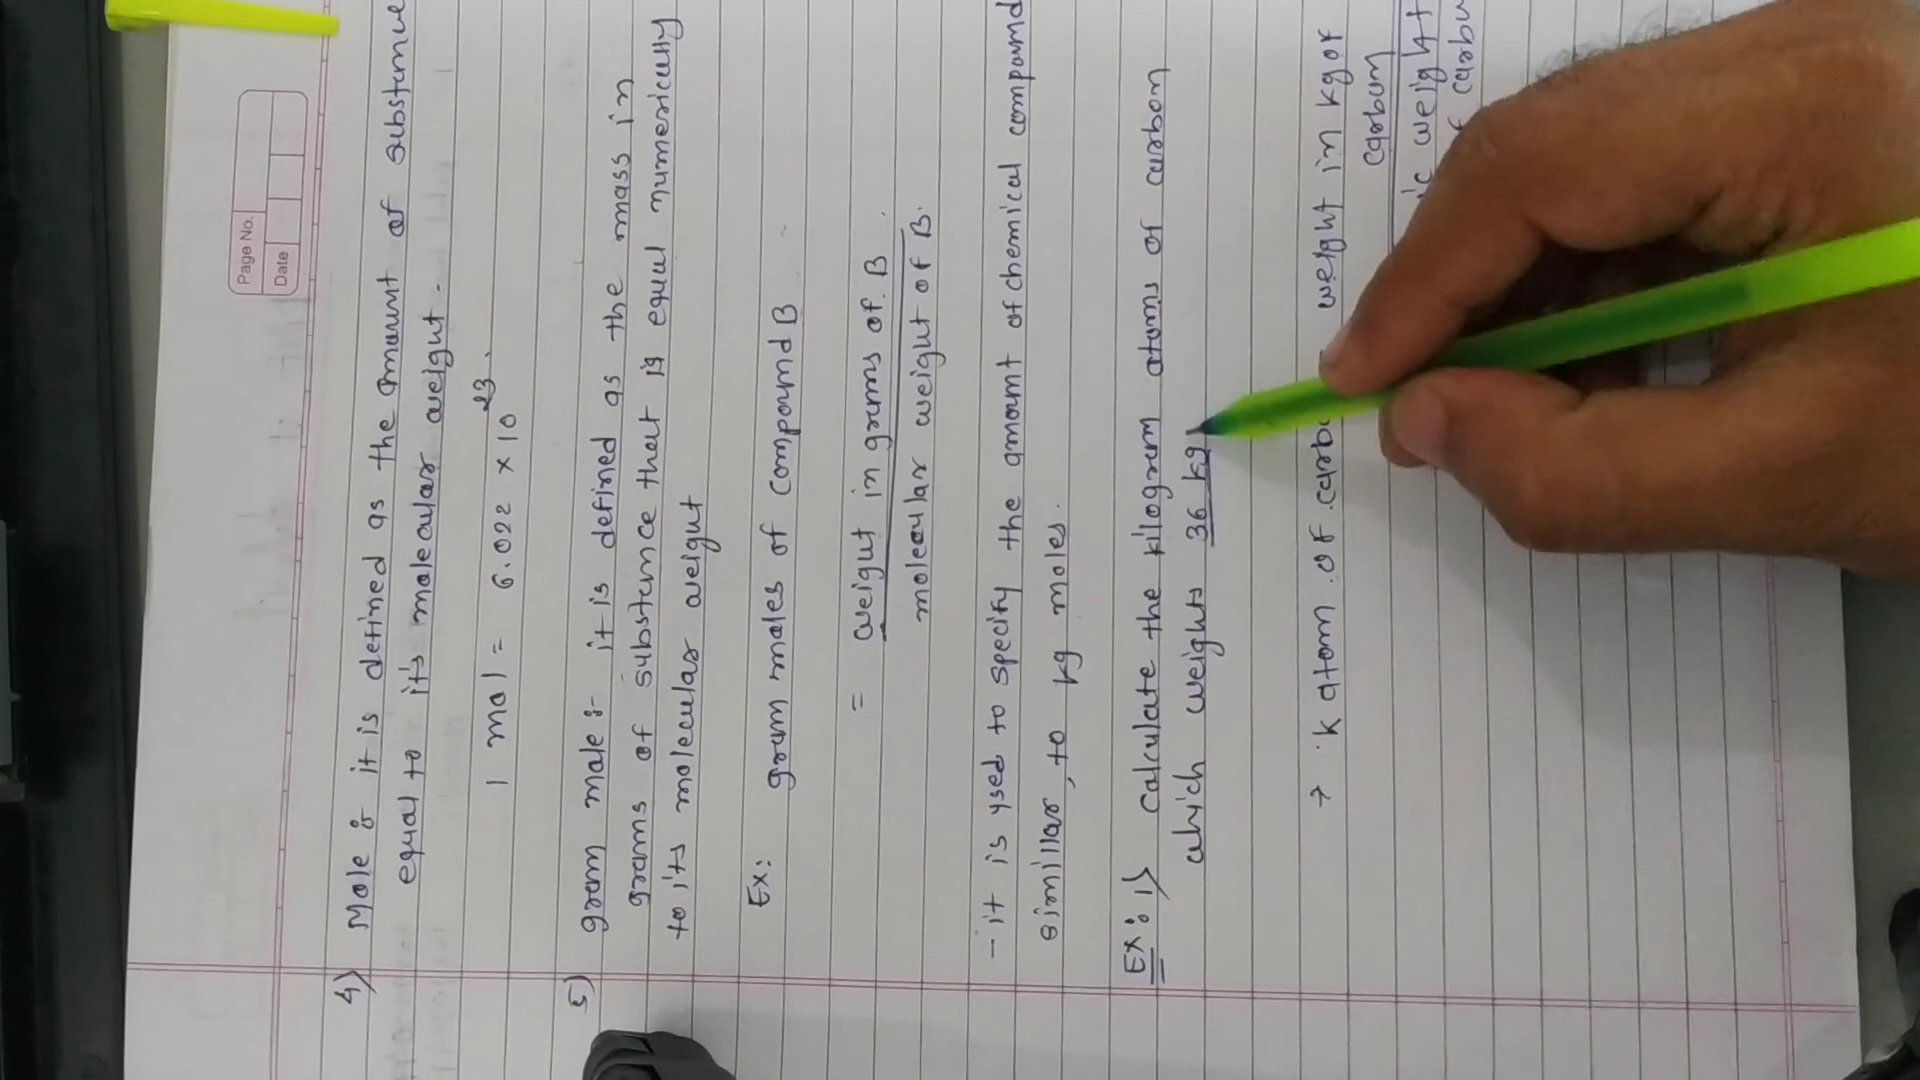 Page No.
Date
4) Mole : it is defined as the amount of substance
equal to it's molecular weight.
1 mol = 6.022 × 10²³.
5) gram mole :- it is defined as the mass in
grams of substance that is equal numerically
to its molecular weight
Ex: gram moles of compound B
= weight in grams of B.
molecular weight of B.
- it is used to specify the amount of chemical compound
similar, to kg moles.
Ex: 1) calculate the kilogram atoms of carbon
which weighs 36 kg
→ k atom of weight in kg of
carbon
weight